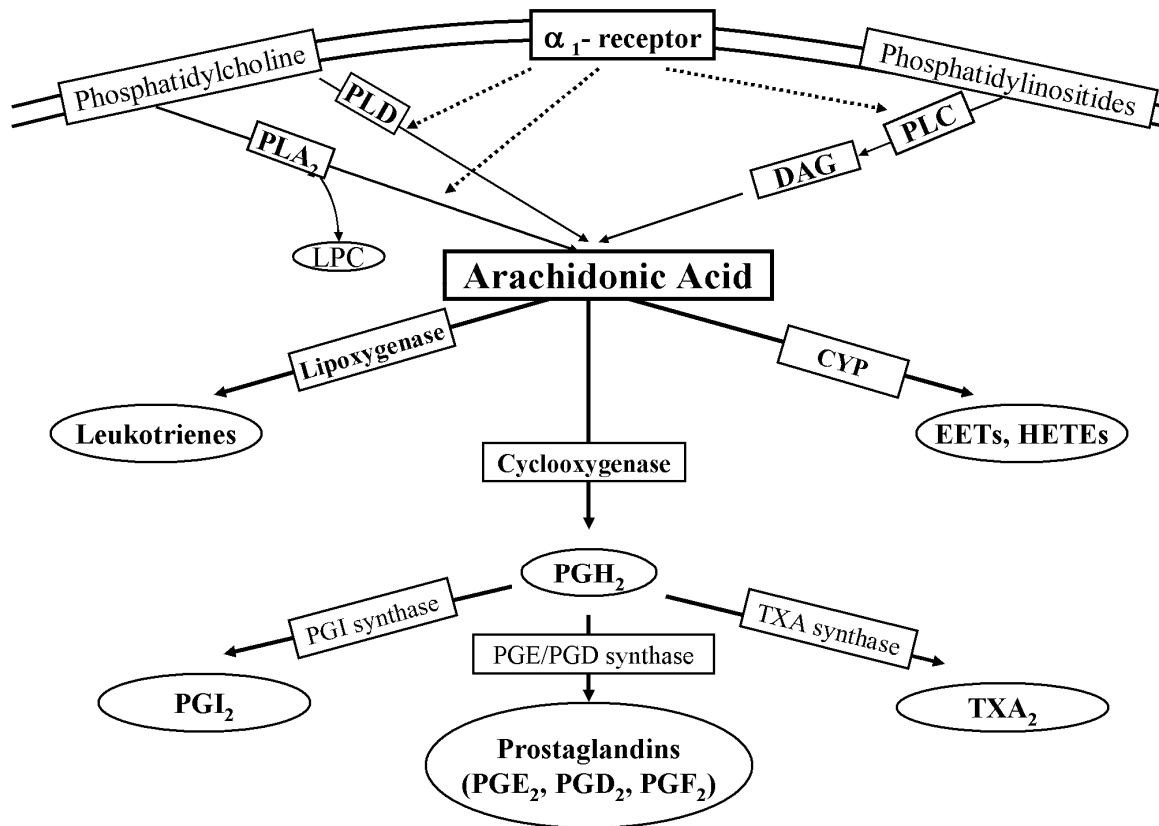 α₁- receptor
Phosphatidylcholine
Phosphatidylinositides
PLD
PLC
PLA₂
DAG
LPC
Arachidonic Acid
Lipoxygenase
CYP
Leukotrienes
EETs, HETEs
Cyclooxygenase
PGH₂
PGI synthase
TXA synthase
PGE/PGD synthase
PGI₂
TXA₂
Prostaglandins
(PGE₂, PGD₂, PGF₂)